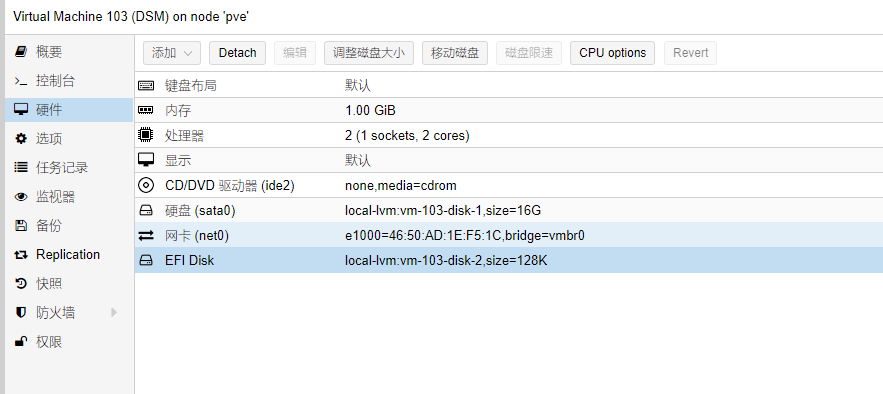 Virtual Machine 103 (DSM) on node 'pve'
概要
控制台
硬件
选项
任务记录
监视器
备份
Replication
快照
防火墙
权限
添加 Detach 编辑 调整磁盘大小 移动磁盘 磁盘限速 CPU options Revert
键盘布局 默认
内存 1.00 GiB
处理器 2 (1 sockets, 2 cores)
显示 默认
CD/DVD 驱动器 (ide2) none,media=cdrom
硬盘 (sata0) local-lvm:vm-103-disk-1,size=16G
网卡 (net0) e1000=46:50:AD:1E:F5:1C,bridge=vmbr0
EFI Disk local-lvm:vm-103-disk-2,size=128K